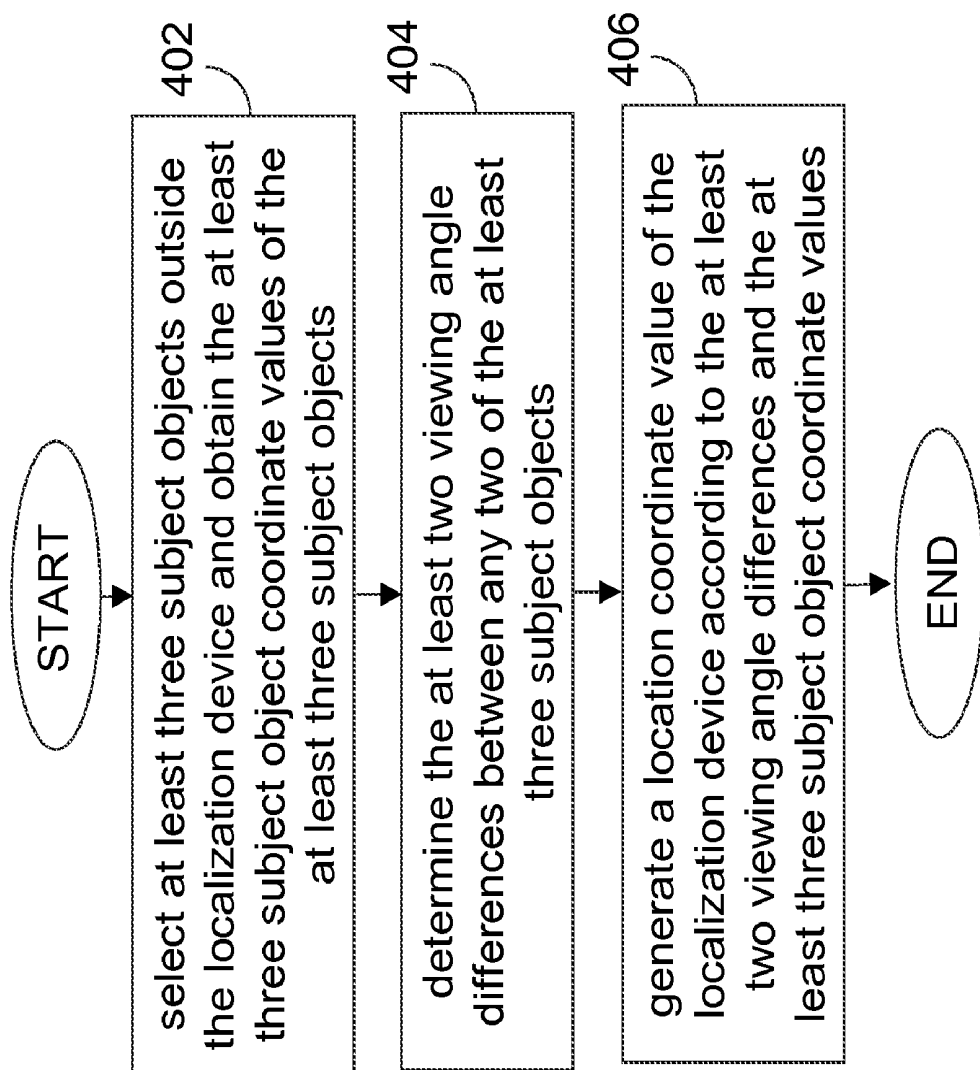 START
402
select at least three subject objects outside
the localization device and obtain the at least
three subject object coordinate values of the
at least three subject objects
404
determine the at least two viewing angle
differences between any two of the at least
three subject objects
406
generate a location coordinate value of the
localization device according to the at least
two viewing angle differences and the at
least three subject object coordinate values
END